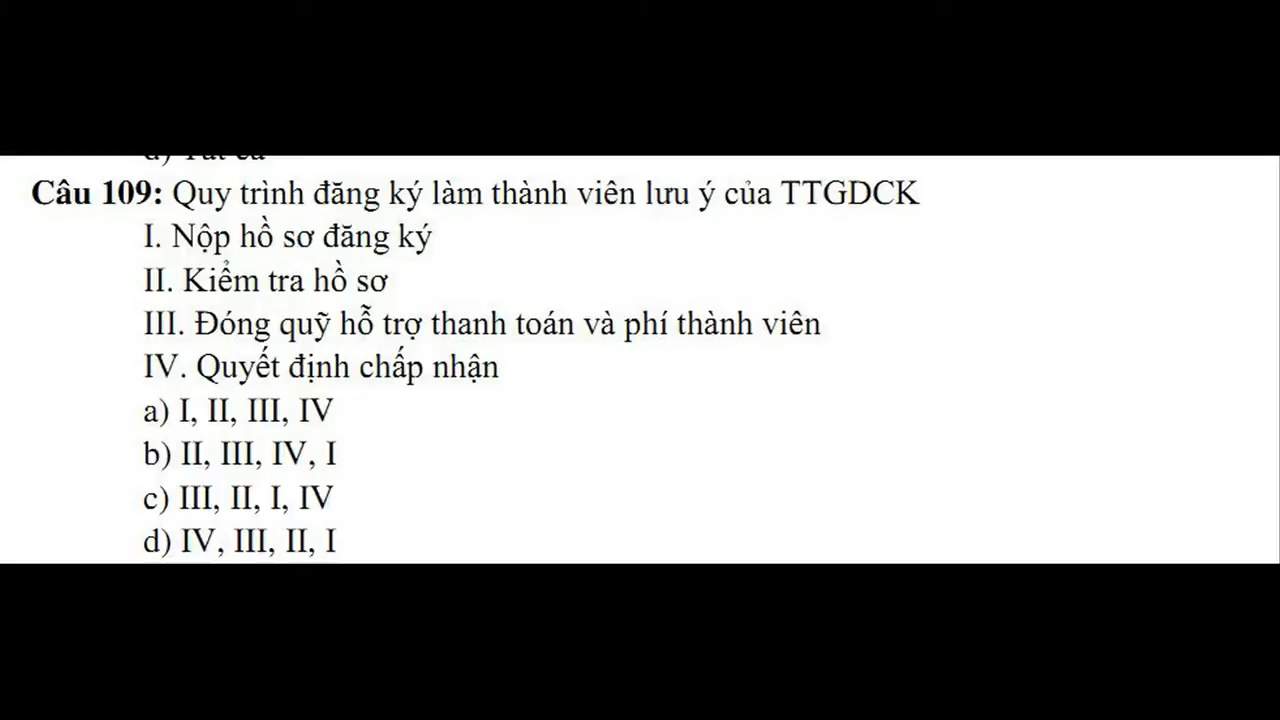 Câu 109: Quy trình đăng ký làm thành viên lưu ý của TTGDCK
I. Nộp hồ sơ đăng ký
II. Kiểm tra hồ sơ
III. Đóng quỹ hỗ trợ thanh toán và phí thành viên
IV. Quyết định chấp nhận
a) I, II, III, IV
b) II, III, IV, I
c) III, II, I, IV
d) IV, III, II, I